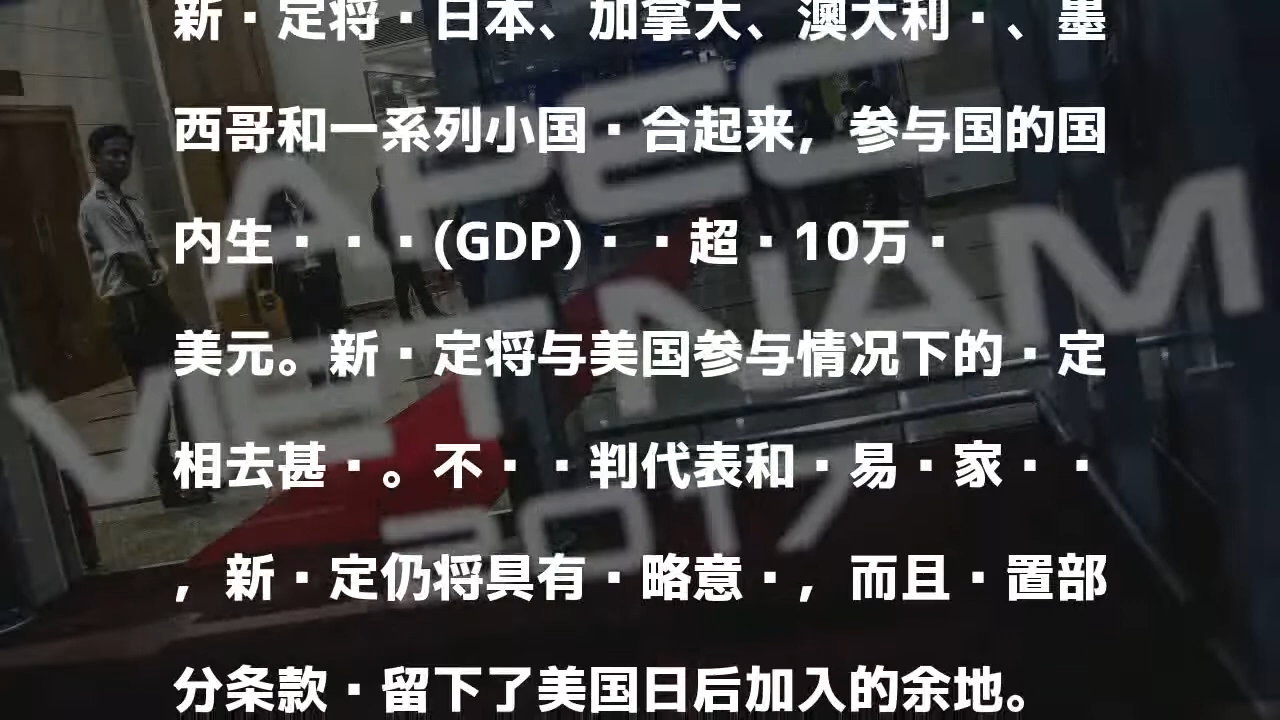 新▪定将▪日本、加拿大、澳大利▪、墨
西哥和一系列小国▪合起来，参与国的国
内生▪▪▪(GDP)▪▪超▪10万▪
美元。新▪定将与美国参与情况下的▪定
相去甚▪。不▪▪判代表和▪易▪家▪▪
，新▪定仍将具有▪略意▪，而且▪置部
分条款▪留下了美国日后加入的余地。
APEC
VIETNAM
2017